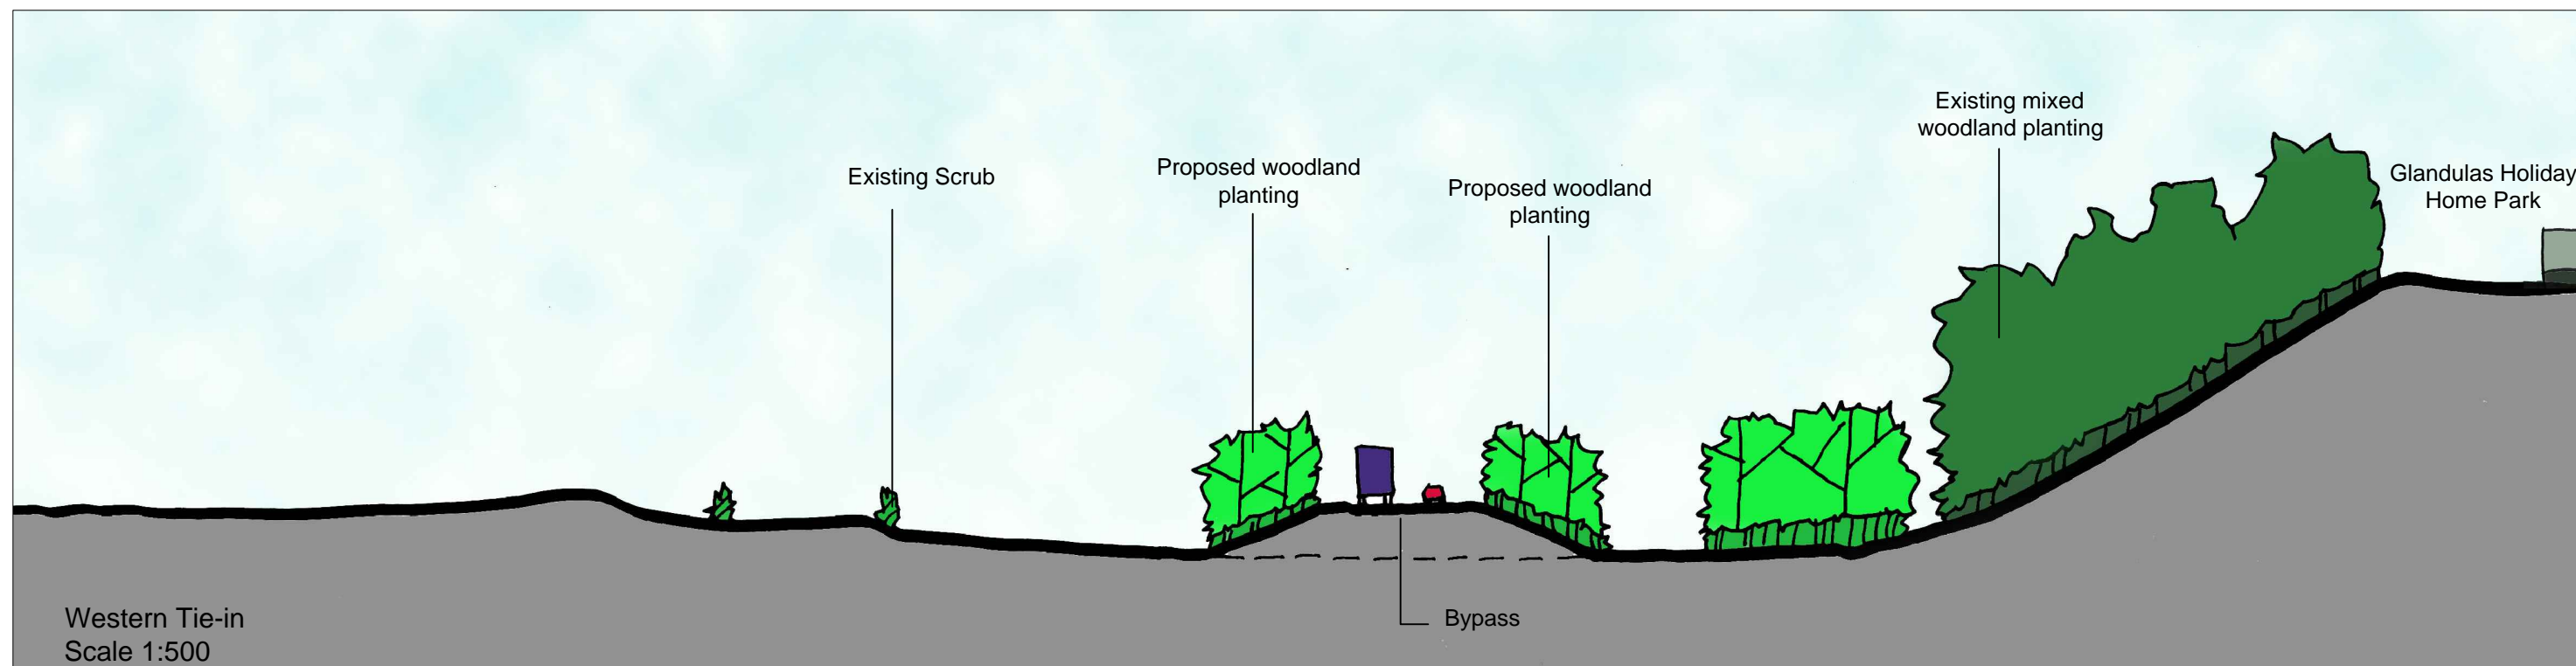 Existing Scrub
Proposed woodland
planting
Proposed woodland
planting
Existing mixed
woodland planting
Glandulas Holiday
Home Park
Bypass
Western Tie-in
Scale 1:500